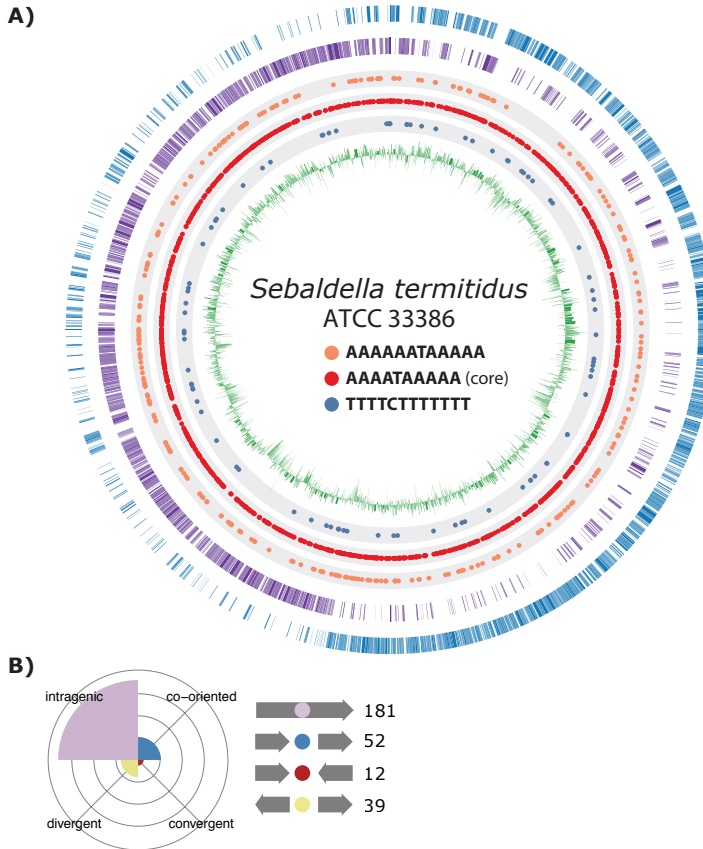 A)
Sebaldella termitidus
ATCC 33386
AAAAAATAAAAA
AAAATAAAAA (core)
TTTTCTTTTTTT
B)
intragenic
co-oriented
divergent
convergent
181
52
12
39